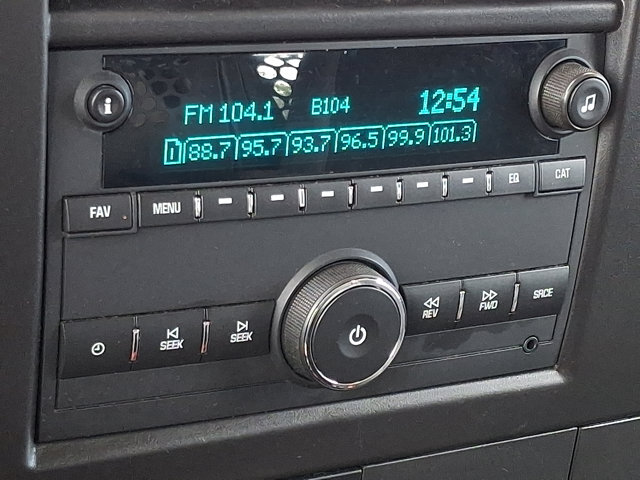 FM 104.1 B104 12:54
1 88.7 95.7 93.7 96.5 99.9 101.3
FAV MENU EQ CAT
SEEK SEEK REV FWD SRCE